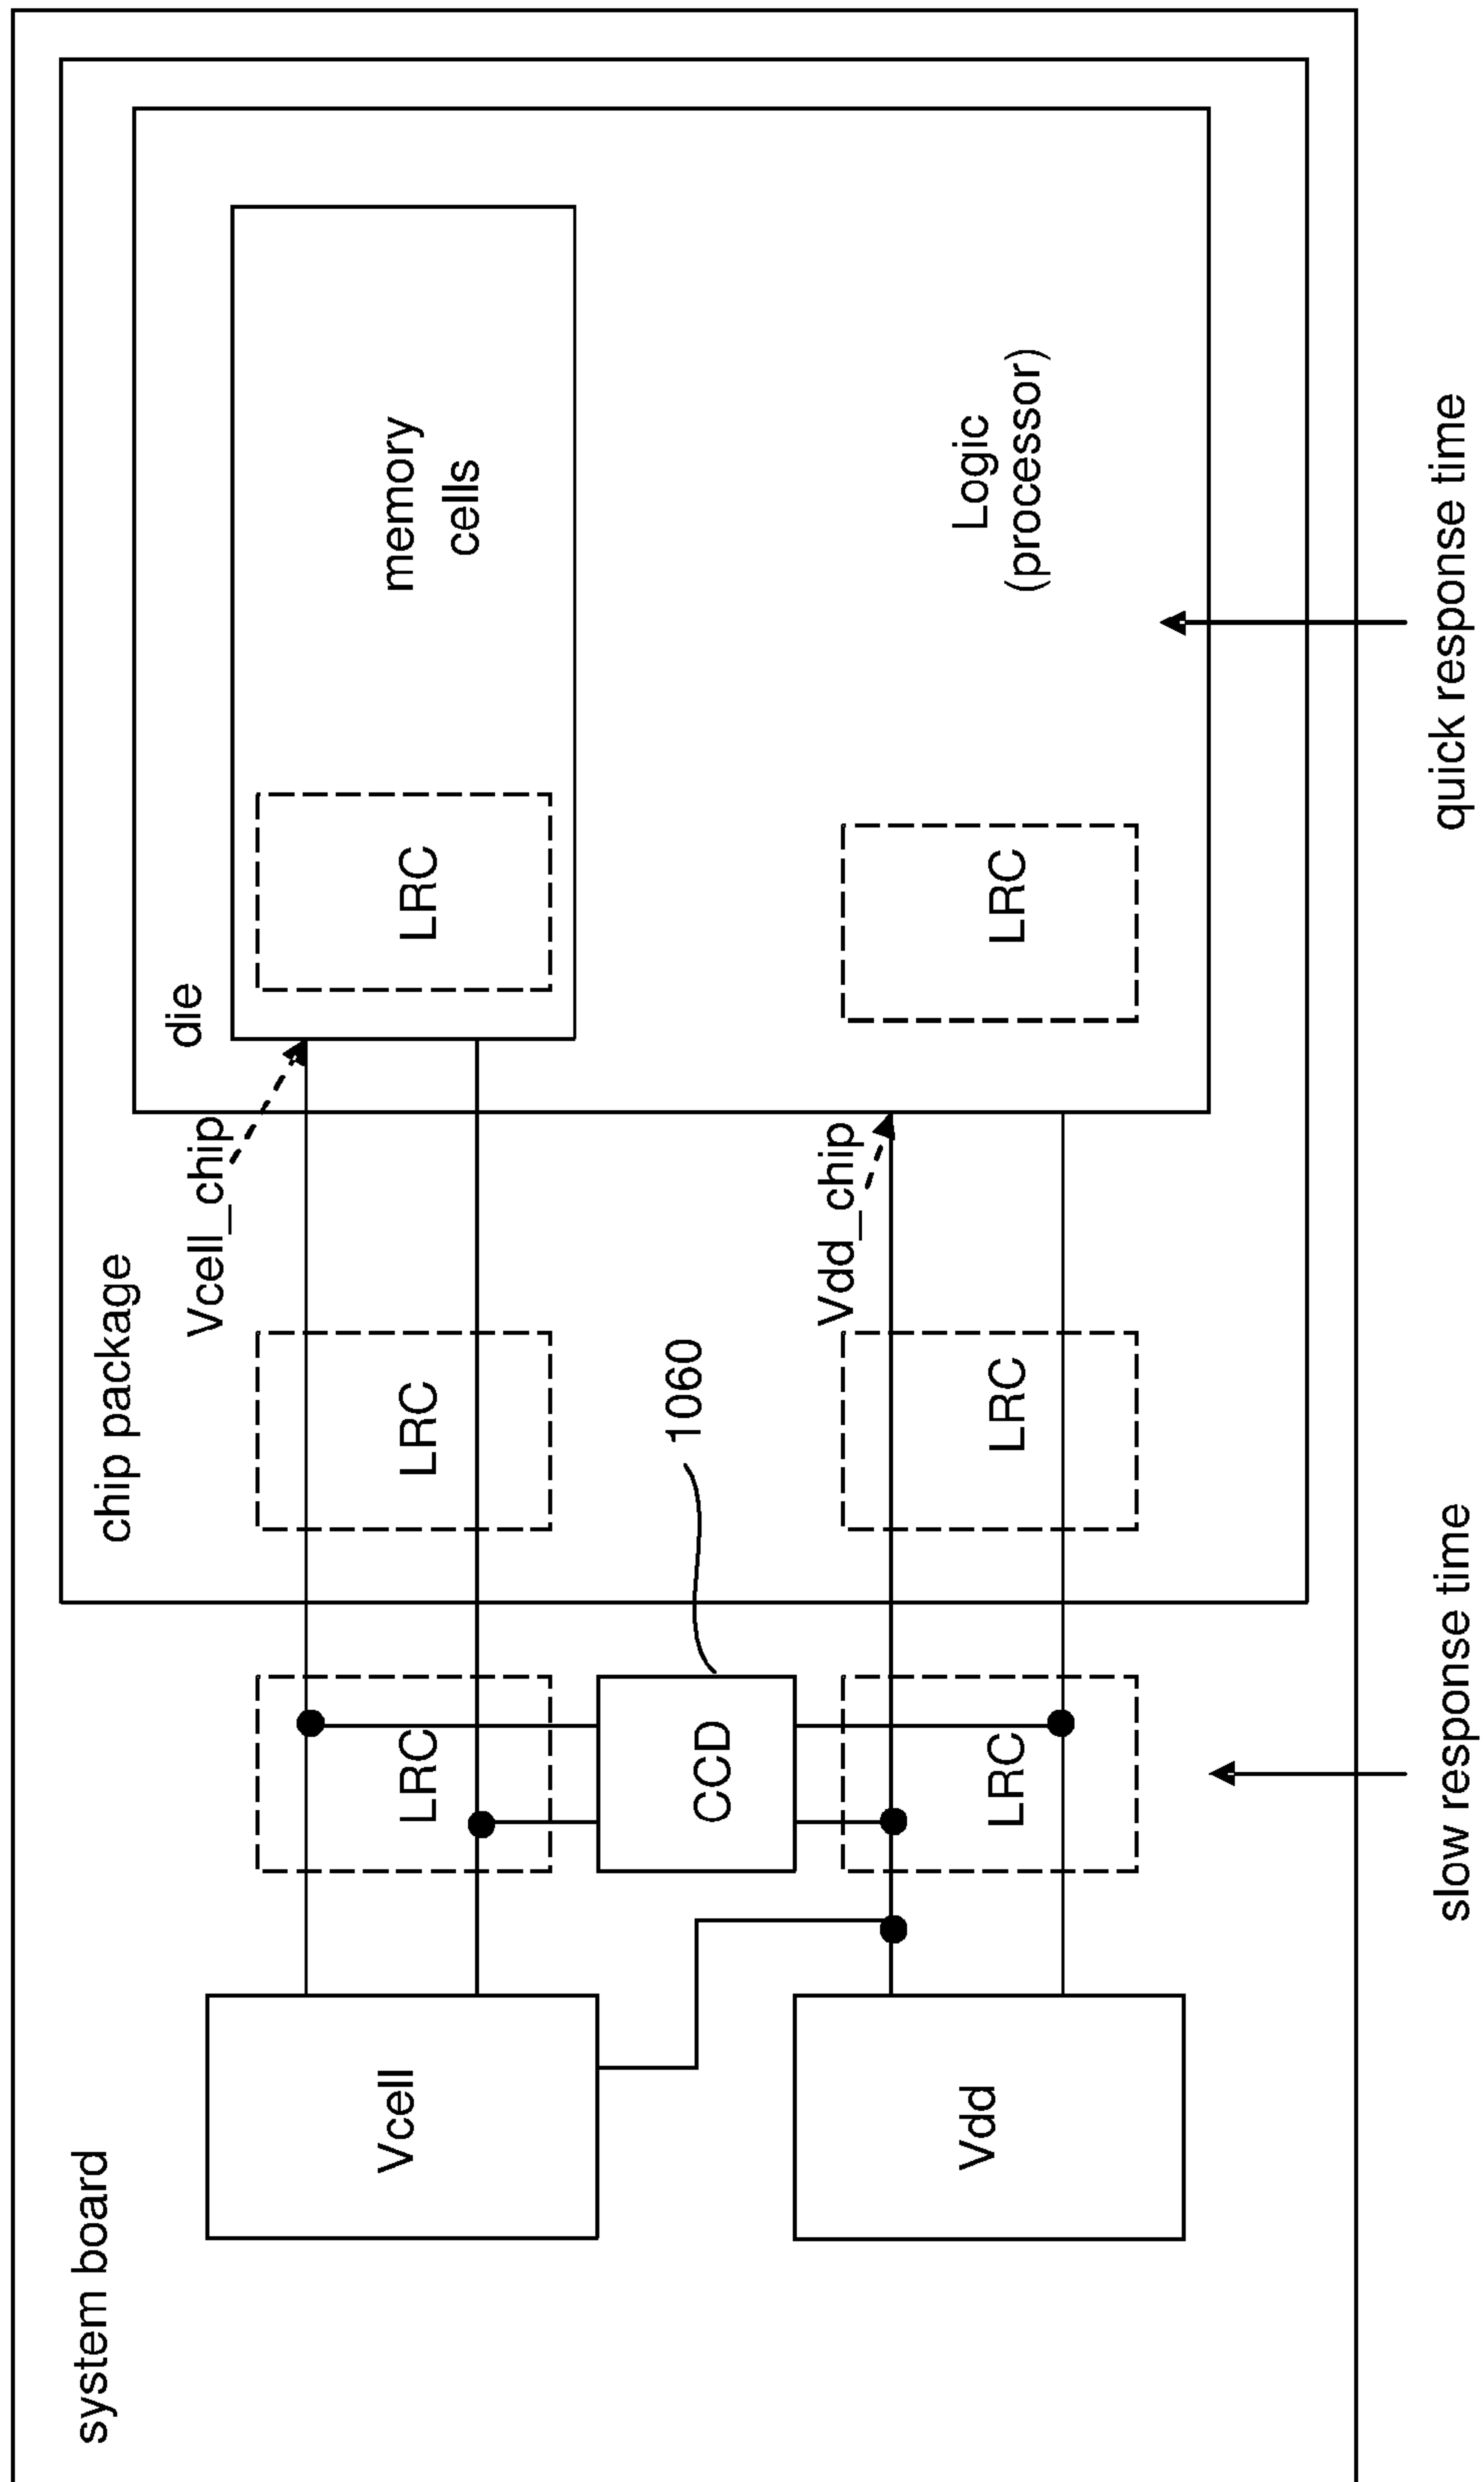 system board
chip package
die
Vcell_chip
memory
cells
Vcell
LRC
LRC
LRC
CCD
1060
Vdd_chip
Logic
(processor)
Vdd
LRC
LRC
LRC
slow response time
quick response time